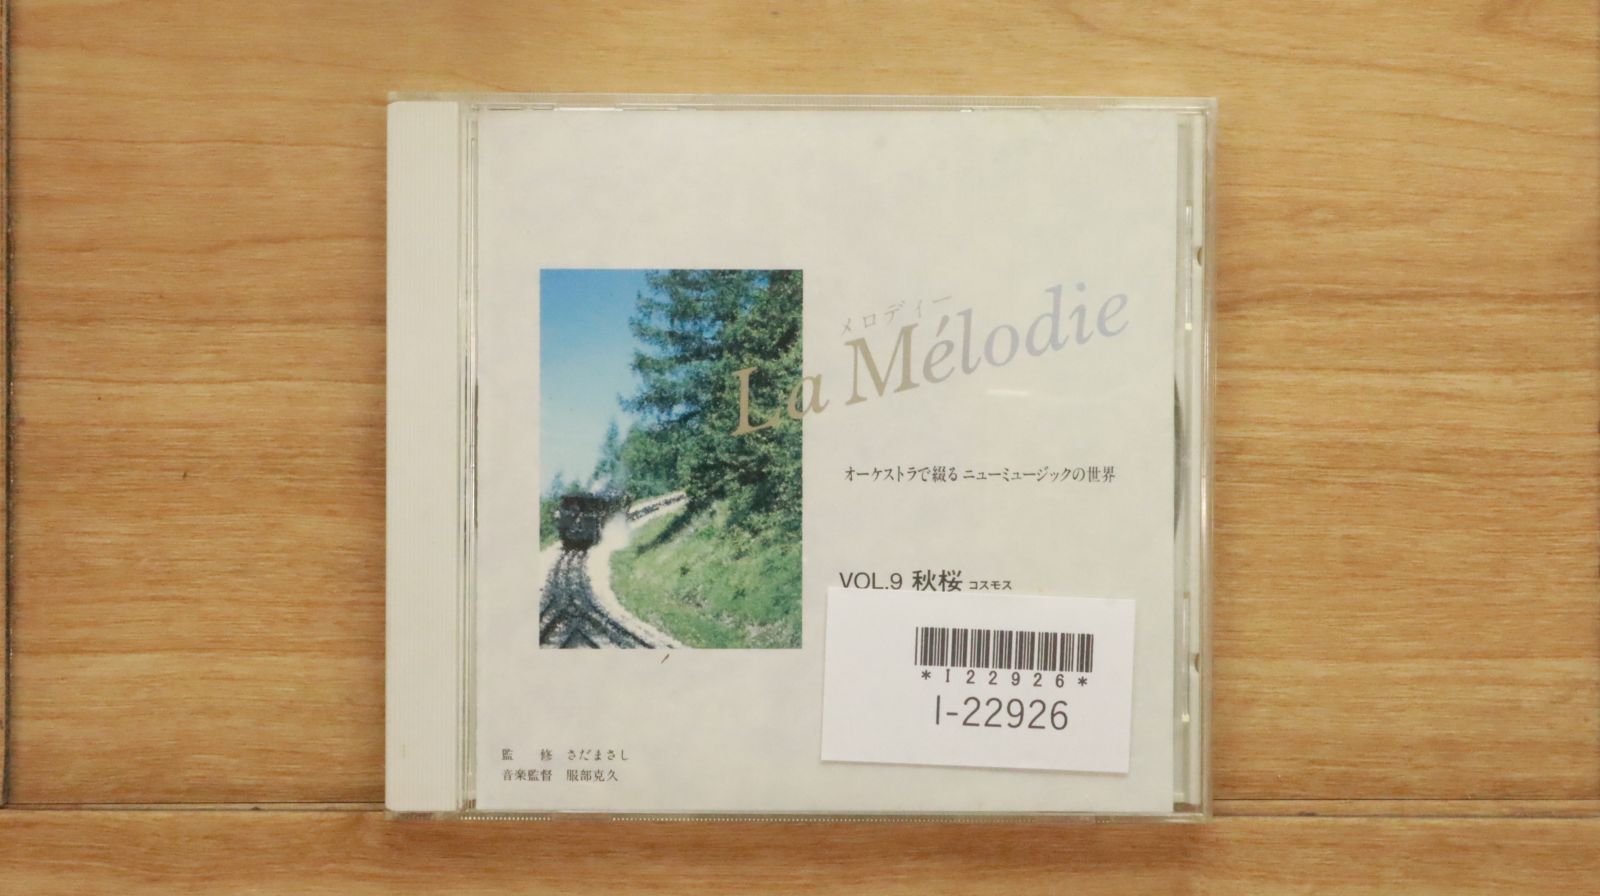 メロディー
La Mélodie
オーケストラで綴る ニューミュージックの世界
VOL.9 秋桜 コスモス
*I22926*
I-22926
監　修　さだまさし
音楽監督　服部克久